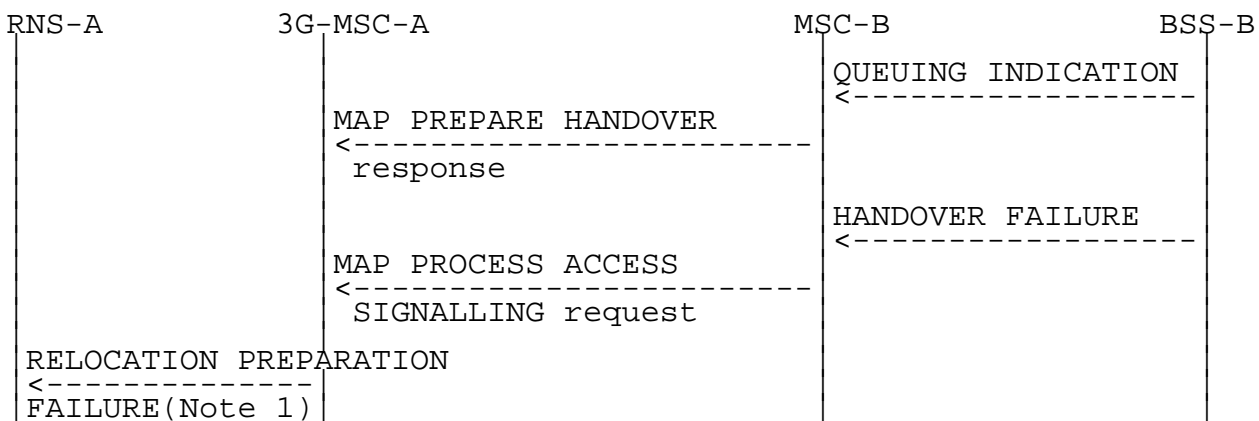 RNS-A 3G-MSC-A MSC-B BSS-B
QUEUING INDICATION
MAP PREPARE HANDOVER
response
HANDOVER FAILURE
MAP PROCESS ACCESS
SIGNALLING request
RELOCATION PREPARATION
FAILURE(Note 1)